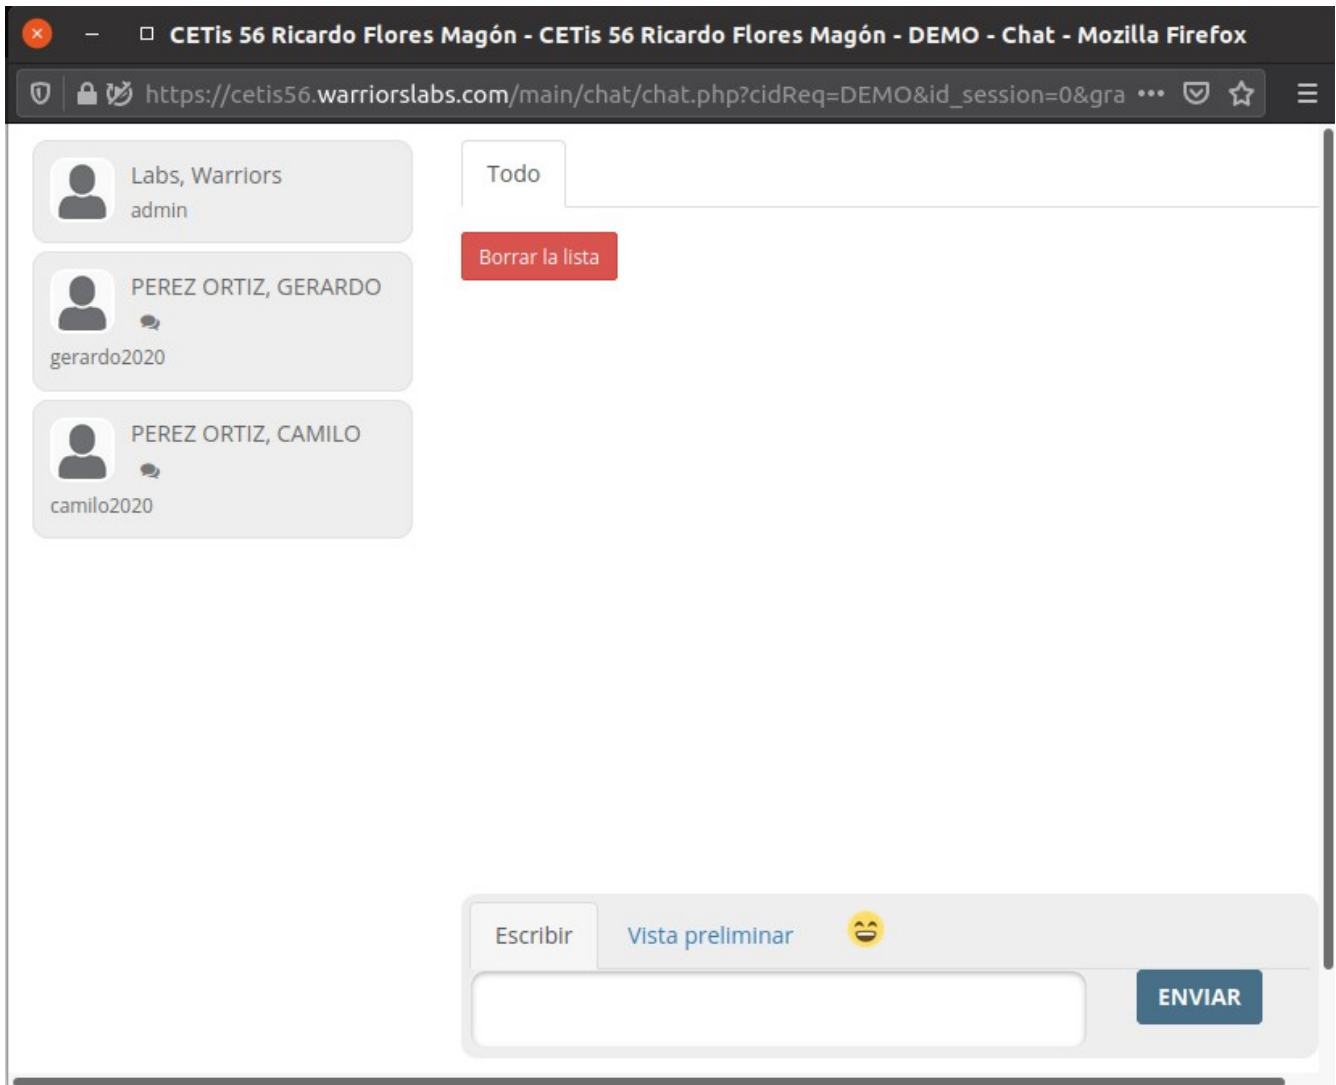 CETis 56 Ricardo Flores Magón - CETis 56 Ricardo Flores Magón - DEMO - Chat - Mozilla Firefox
https://cetis56.warriorslabs.com/main/chat/chat.php?cidReq=DEMO&id_session=0&gra
Labs, Warriors
admin
PEREZ ORTIZ, GERARDO
gerardo2020
PEREZ ORTIZ, CAMILO
camilo2020
Todo
Borrar la lista
Escribir Vista preliminar
ENVIAR